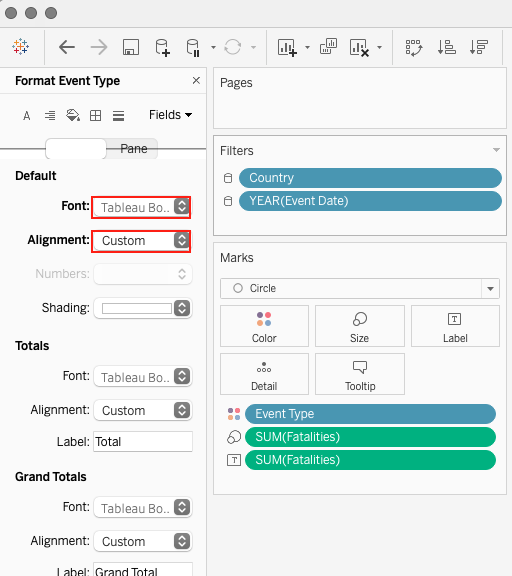 Format Event Type
A
Fields
Pane
Default
Font: Tableau Bo..
Alignment: Custom
Numbers:
Shading:
Totals
Font: Tableau Bo..
Alignment: Custom
Label: Total
Grand Totals
Font: Tableau Bo..
Alignment: Custom
Label: Grand Total
Pages
Filters
Country
YEAR(Event Date)
Marks
Circle
Color
Size
T
Label
Detail
Tooltip
Event Type
SUM(Fatalities)
T SUM(Fatalities)